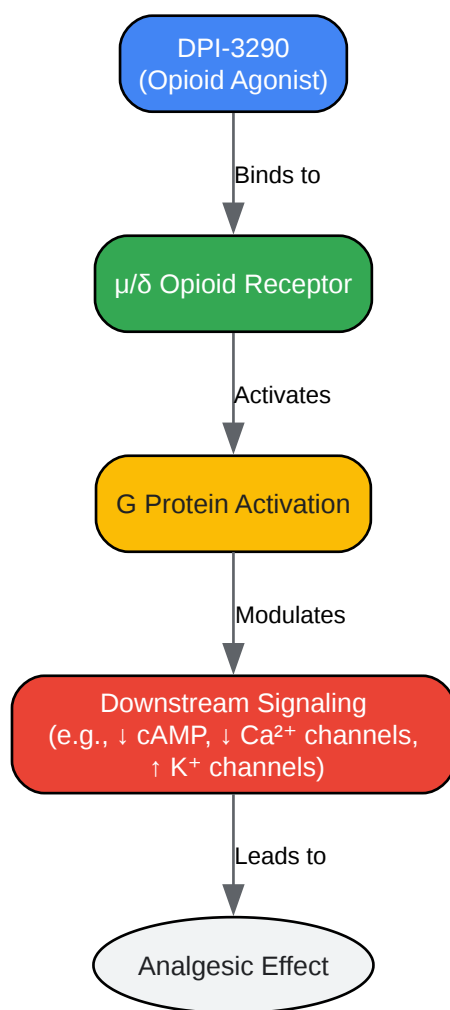 DPI-3290
(Opioid Agonist)
Binds to
μ/δ Opioid Receptor
Activates
G Protein Activation
Modulates
Downstream Signaling
(e.g., ↓ cAMP, ↓ Ca²⁺ channels,
↑ K⁺ channels)
Leads to
Analgesic Effect